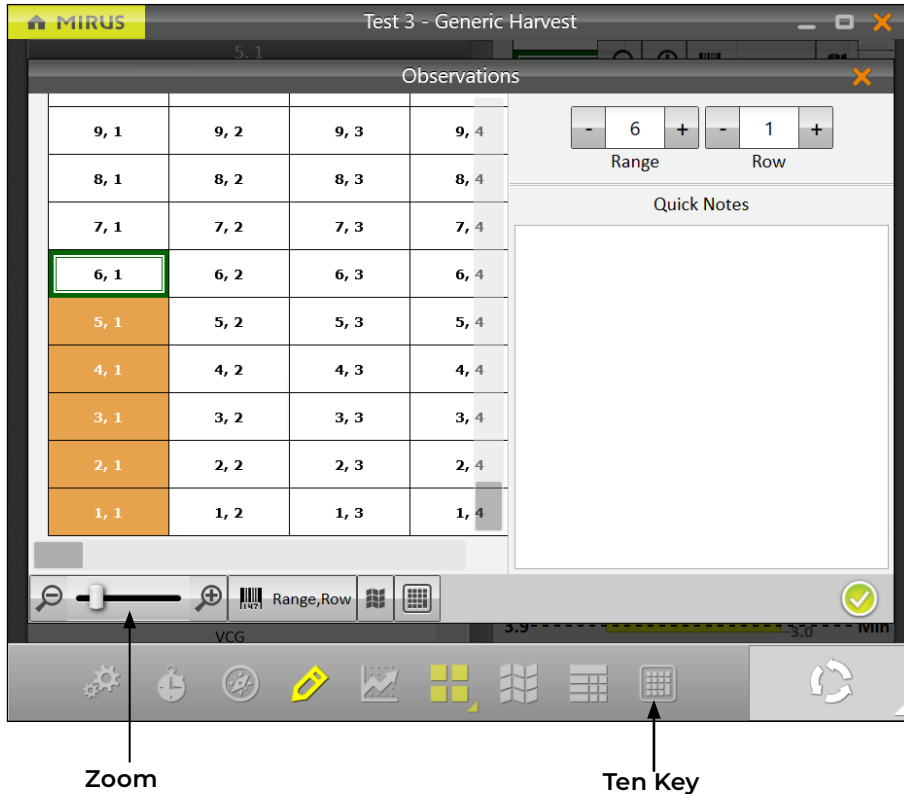 MIRUS Test 3 - Generic Harvest
5, 1
Observations
9, 1 9, 2 9, 3 9, 4
8, 1 8, 2 8, 3 8, 4
7, 1 7, 2 7, 3 7, 4
6, 1 6, 2 6, 3 6, 4
5, 1 5, 2 5, 3 5, 4
4, 1 4, 2 4, 3 4, 4
3, 1 3, 2 3, 3 3, 4
2, 1 2, 2 2, 3 2, 4
1, 1 1, 2 1, 3 1, 4
- 6 + - 1 +
Range Row
Quick Notes
1147 Range,Row
VCG 3.9 3.0 Min
Zoom Ten Key